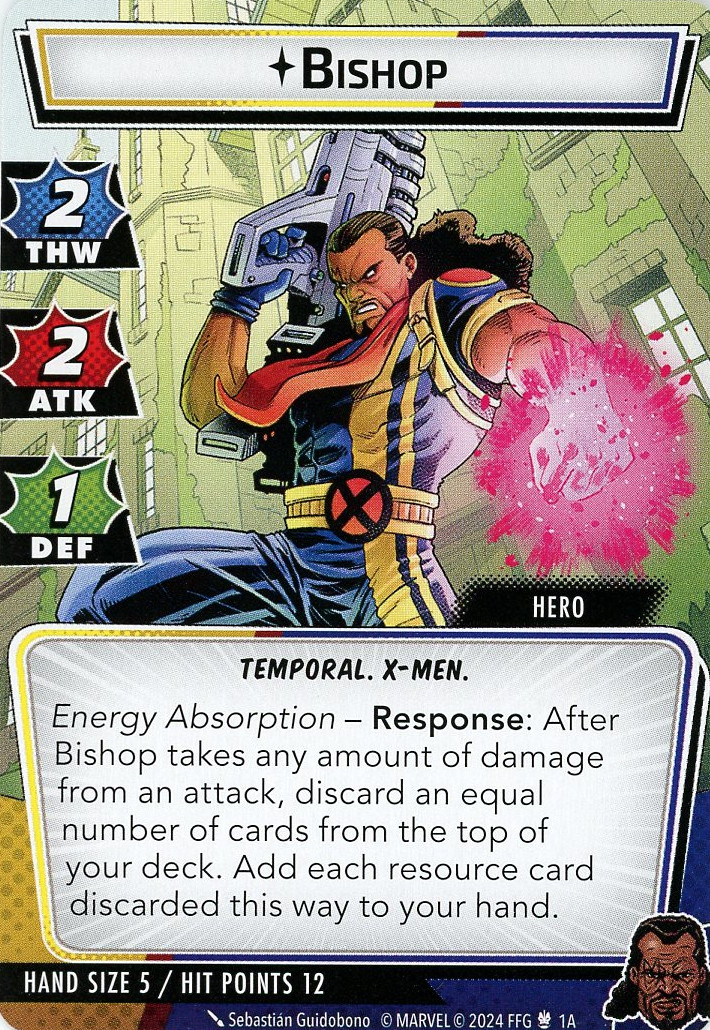 BISHOP
2
THW
2
ATK
1
DEF
HERO
TEMPORAL. X-MEN.
Energy Absorption – Response: After
Bishop takes any amount of damage
from an attack, discard an equal
number of cards from the top of
your deck. Add each resource card
discarded this way to your hand.
HAND SIZE 5 / HIT POINTS 12
Sebastián Guidobono © MARVEL © 2024 FFG 1A